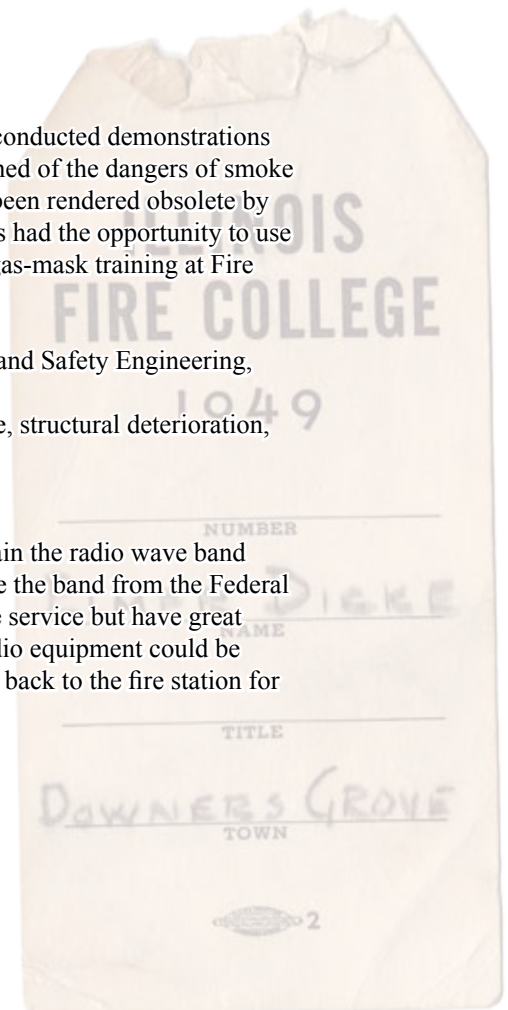 conducted demonstrations
ned of the dangers of smoke
been rendered obsolete by
s had the opportunity to use
gas-mask training at Fire
and Safety Engineering,
e, structural deterioration,
ain the radio wave band
e the band from the Federal
e service but have great
dio equipment could be
back to the fire station for
ILLINOIS
FIRE COLLEGE
1949
NUMBER
ELMER DICKE
NAME
TITLE
DOWNERS GROVE
TOWN
2